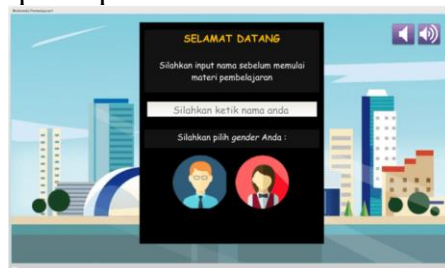 SELAMAT DATANG
Silahkan input nama sebelum memulai
materi pembelajaran
Silahkan ketik nama anda
Silahkan pilih gender Anda :